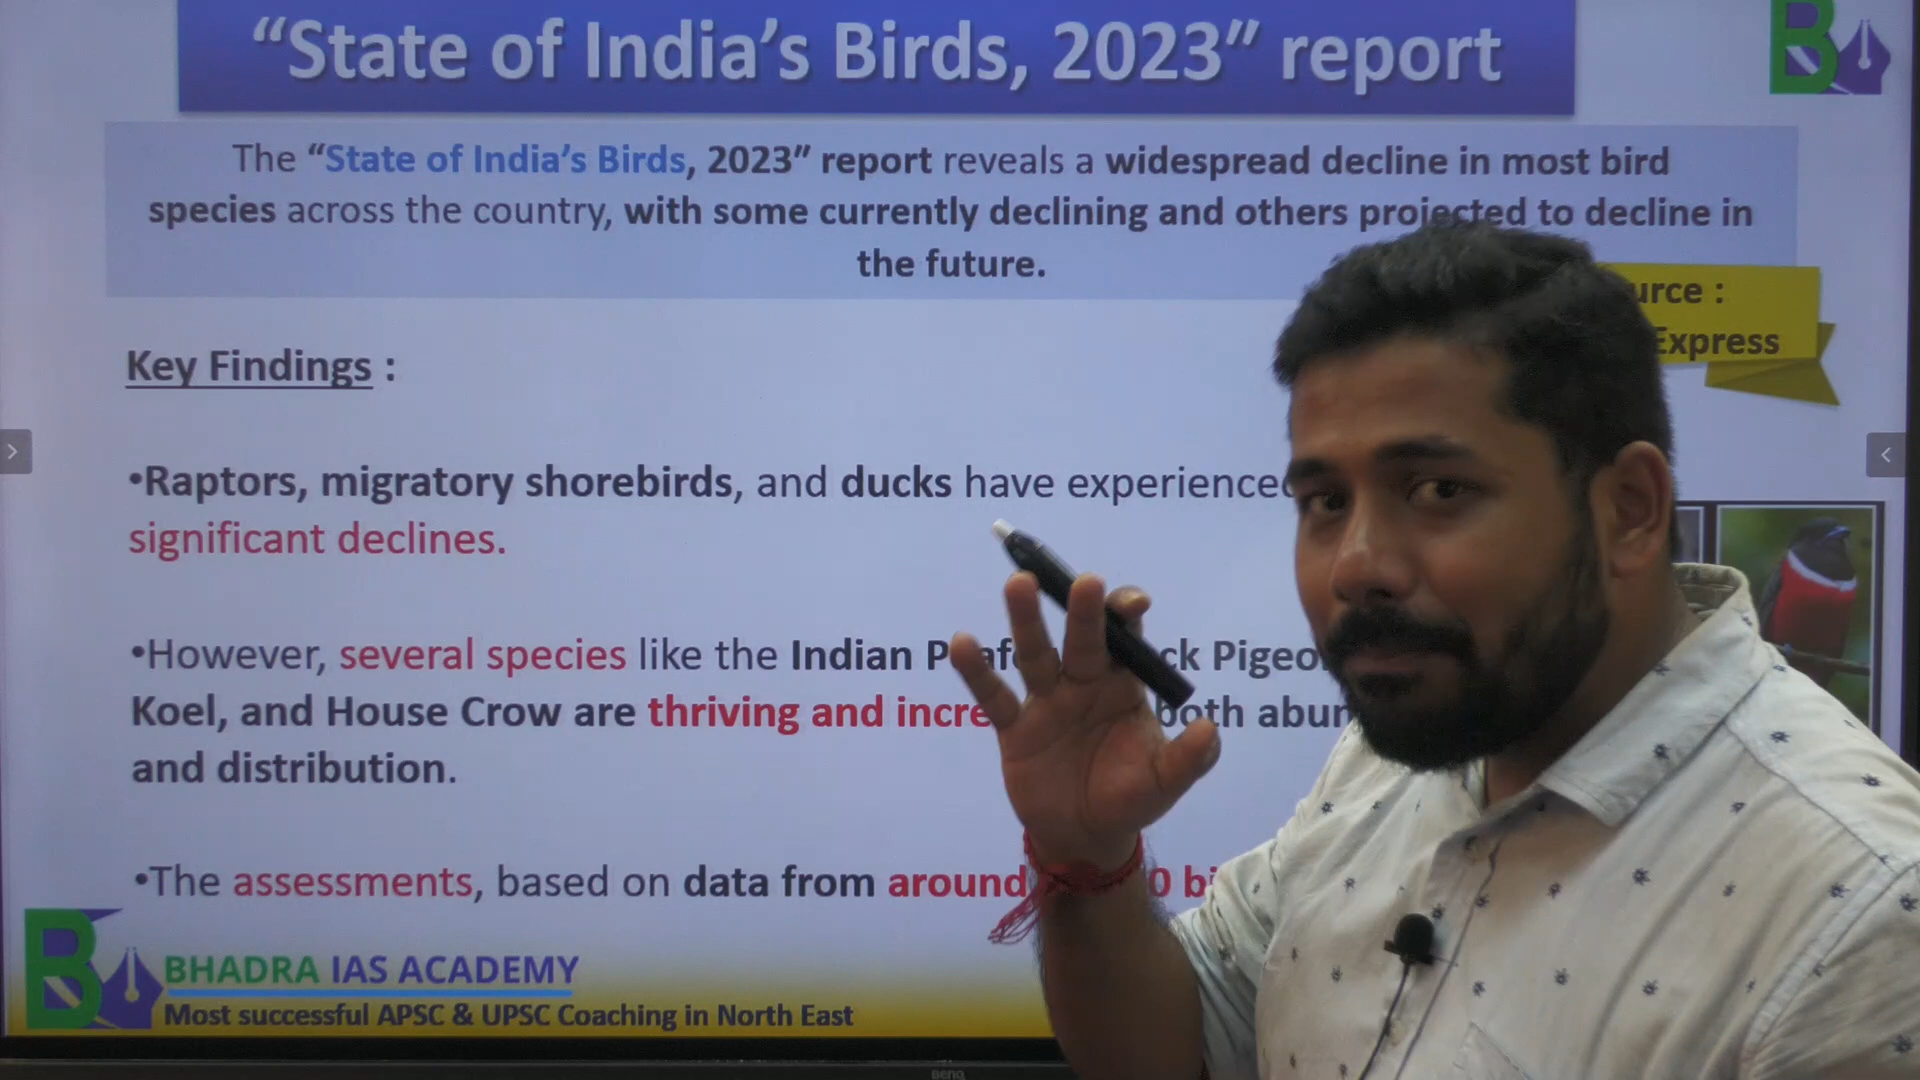 “State of India’s Birds, 2023” report
The “State of India’s Birds, 2023” report reveals a widespread decline in most bird
species across the country, with some currently declining and others projected to decline in
the future.
Express
Key Findings :
•Raptors, migratory shorebirds, and ducks have experienced
significant declines.
•However, several species like the Indian
Koel, and House Crow are thriving and both
and distribution.
•The assessments, based on data from around
BHADRA IAS ACADEMY
Most successful APSC & UPSC Coaching in North East
BenQ